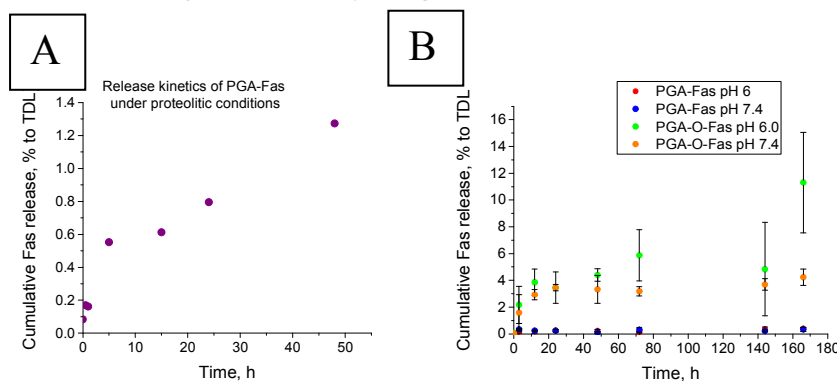 A
Release kinetics of PGA-Fas
under proteolitic conditions
Cumulative Fas release, % to TDL
1.4
1.2
1.0
0.8
0.6
0.4
0.2
0.0
0 10 20 30 40 50
Time, h
B
PGA-Fas pH 6
PGA-Fas pH 7.4
PGA-O-Fas pH 6.0
PGA-O-Fas pH 7.4
Cumulative Fas release, % to TDL
16
14
12
10
8
6
4
2
0
0 20 40 60 80 100 120 140 160 180
Time, h